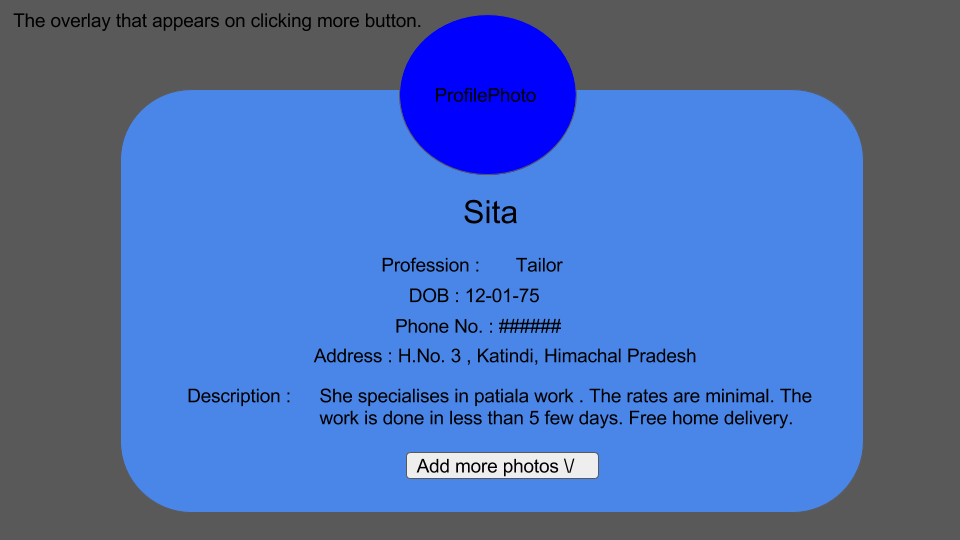 The overlay that appears on clicking more button.
ProfilePhoto
Sita
Profession : Tailor
DOB : 12-01-75
Phone No. : ######
Address : H.No. 3 , Katindi, Himachal Pradesh
Description : She specialises in patiala work . The rates are minimal. The
work is done in less than 5 few days. Free home delivery.
Add more photos \/